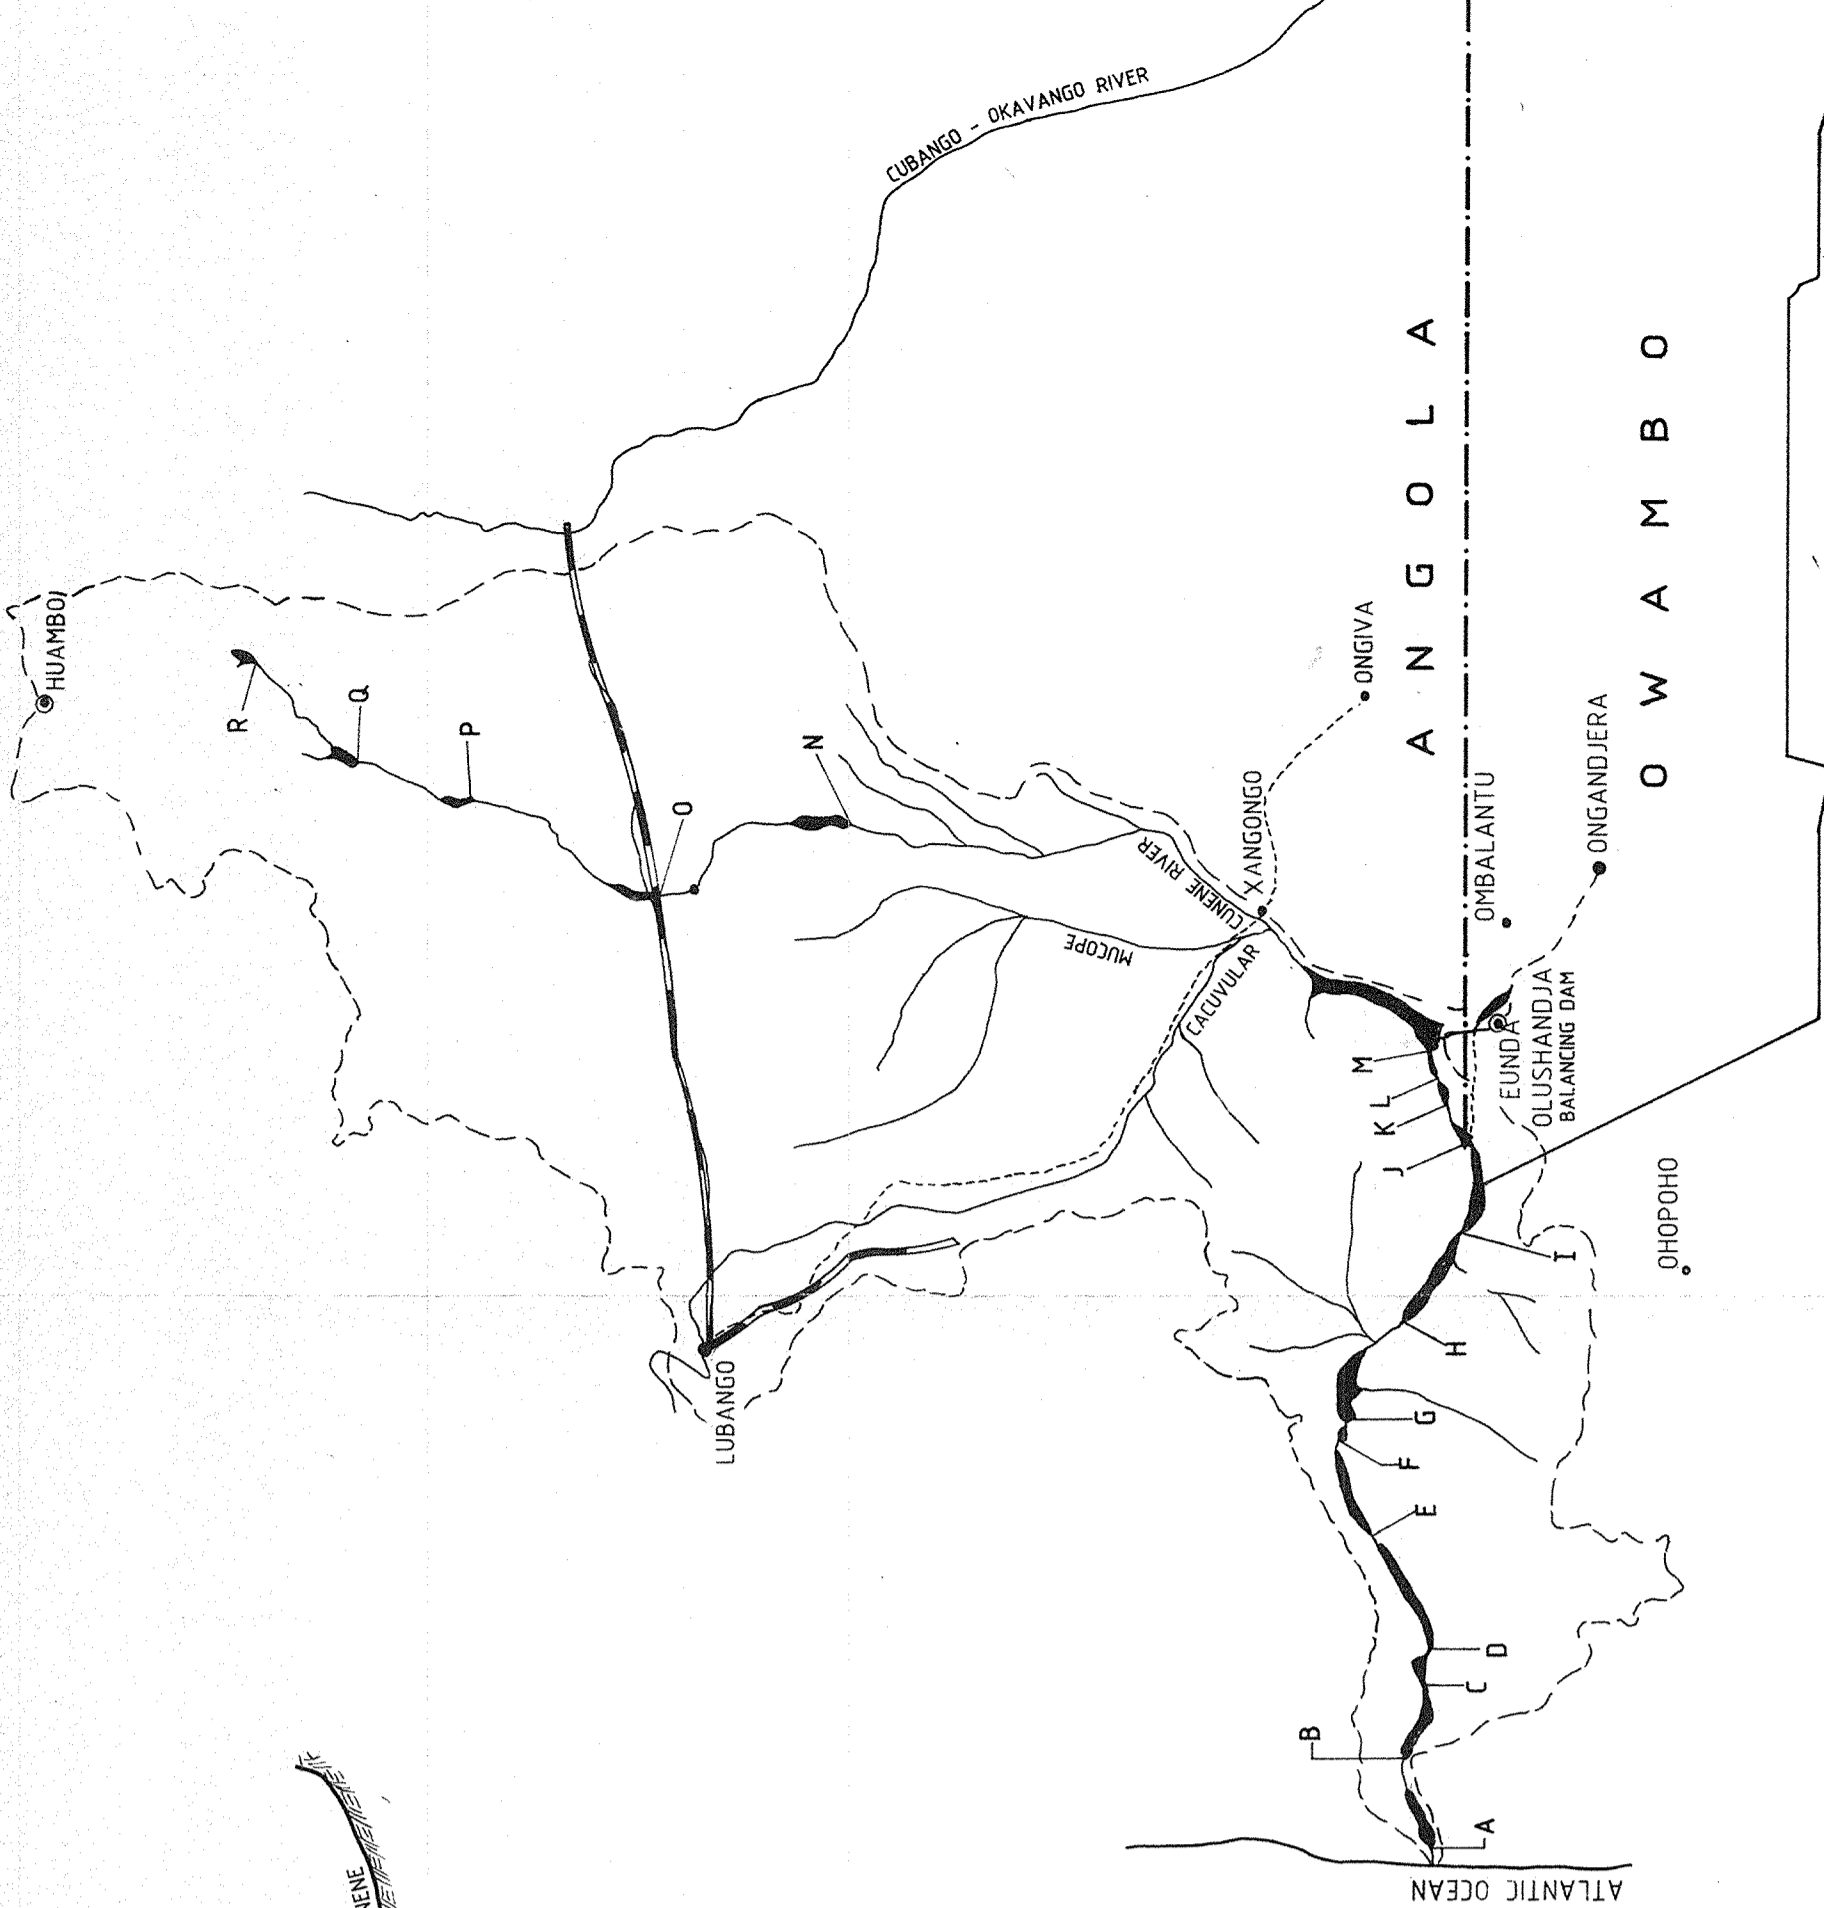 HUAMBO
R
Q
P
O
N
CUBANGO - OKAVANGO RIVER
CUNENE RIVER
MUCOPE
CACUVULAR
XANGONGO
ONGIVA
LUBANGO
ANGOLA
OWAMBO
OMBALANTU
ONGANDJERA
EUNDA
OLUSHANDJA
BALANCING DAM
OHOPOHO
M
L
K
J
I
H
G
F
E
D
C
B
A
ATLANTIC OCEAN